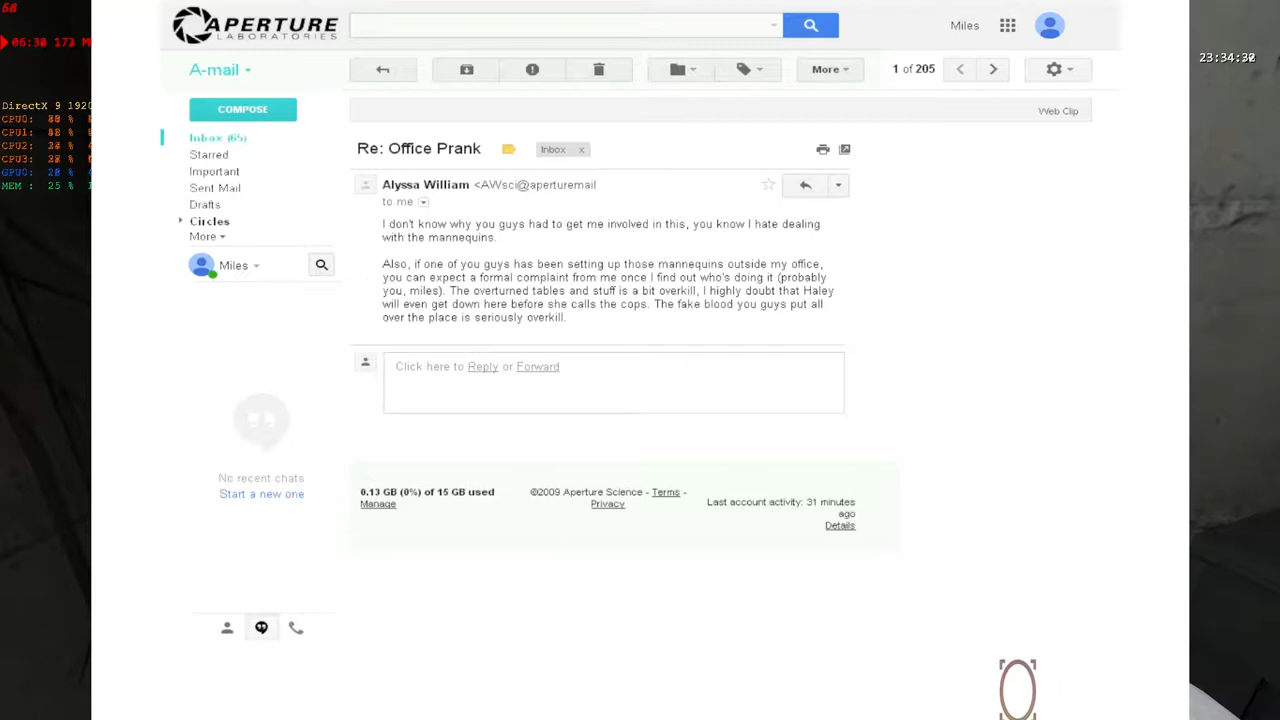 58
06:30 173 M
23:34:30
DirectX 9 1920
CPU0: %
CPU1: %
CPU2: %
CPU3: %
GPU0: %
MEM : 25 %
APERTURE
LABORATORIES
Miles
A-mail
More
1 of 205
COMPOSE
Web Clip
Inbox (65)
Starred
Important
Sent Mail
Drafts
Circles
More
Miles
Re: Office Prank
Inbox x
Alyssa William <AWsci@aperturemail
to me
I don't know why you guys had to get me involved in this, you know I hate dealing
with the mannequins.
Also, if one of you guys has been setting up those mannequins outside my office,
you can expect a formal complaint from me once I find out who's doing it (probably
you, miles). The overturned tables and stuff is a bit overkill, I highly doubt that Haley
will even get down here before she calls the cops. The fake blood you guys put all
over the place is seriously overkill.
Click here to Reply or Forward
No recent chats
Start a new one
0.13 GB (0%) of 15 GB used
Manage
©2009 Aperture Science - Terms -
Privacy
Last account activity: 31 minutes
ago
Details